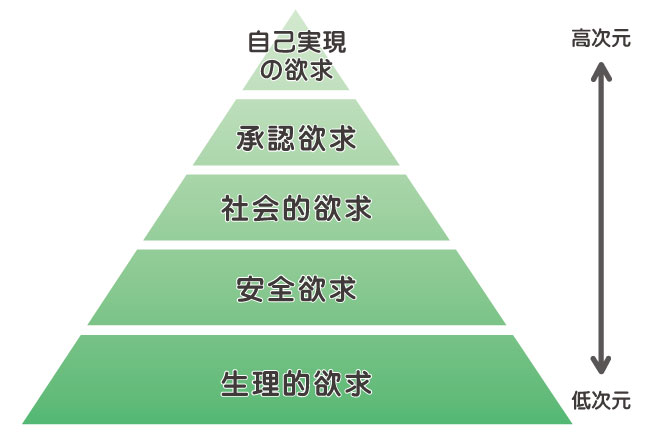 自己実現
の欲求
承認欲求
社会的欲求
安全欲求
生理的欲求
高次元
低次元